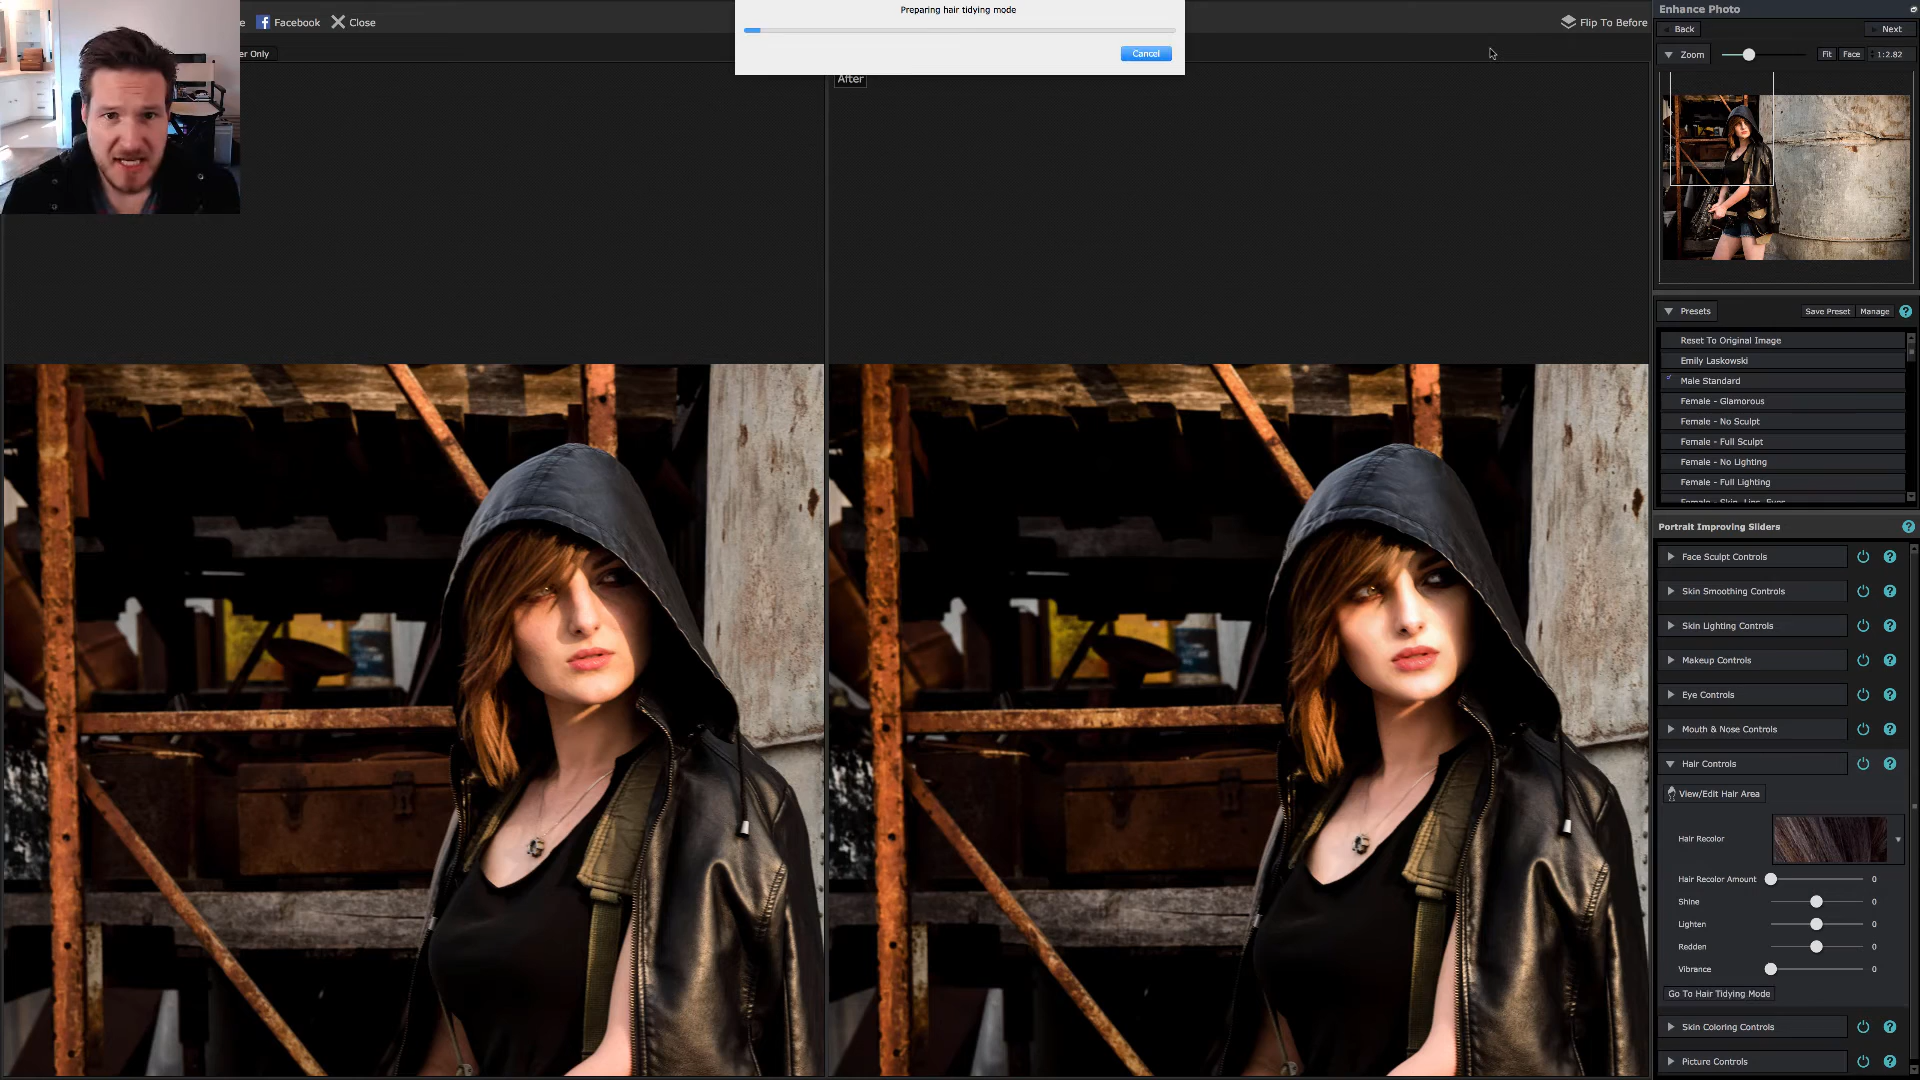 e Facebook Close
er Only
Preparing hair tidying mode
Cancel
After
Flip To Before
Enhance Photo
Back Next
Zoom Fit Face 1:2.82
Presets Save Preset Manage ?
Reset To Original Image
Emily Laskowski
Male Standard
Female - Glamorous
Female - No Sculpt
Female - Full Sculpt
Female - No Lighting
Female - Full Lighting
Female - Skin, Lips, Eyes
Portrait Improving Sliders ?
Face Sculpt Controls ?
Skin Smoothing Controls ?
Skin Lighting Controls ?
Makeup Controls ?
Eye Controls ?
Mouth & Nose Controls ?
Hair Controls ?
View/Edit Hair Area
Hair Recolor
Hair Recolor Amount 0
Shine 0
Lighten 0
Redden 0
Vibrance 0
Go To Hair Tidying Mode
Skin Coloring Controls ?
Picture Controls ?